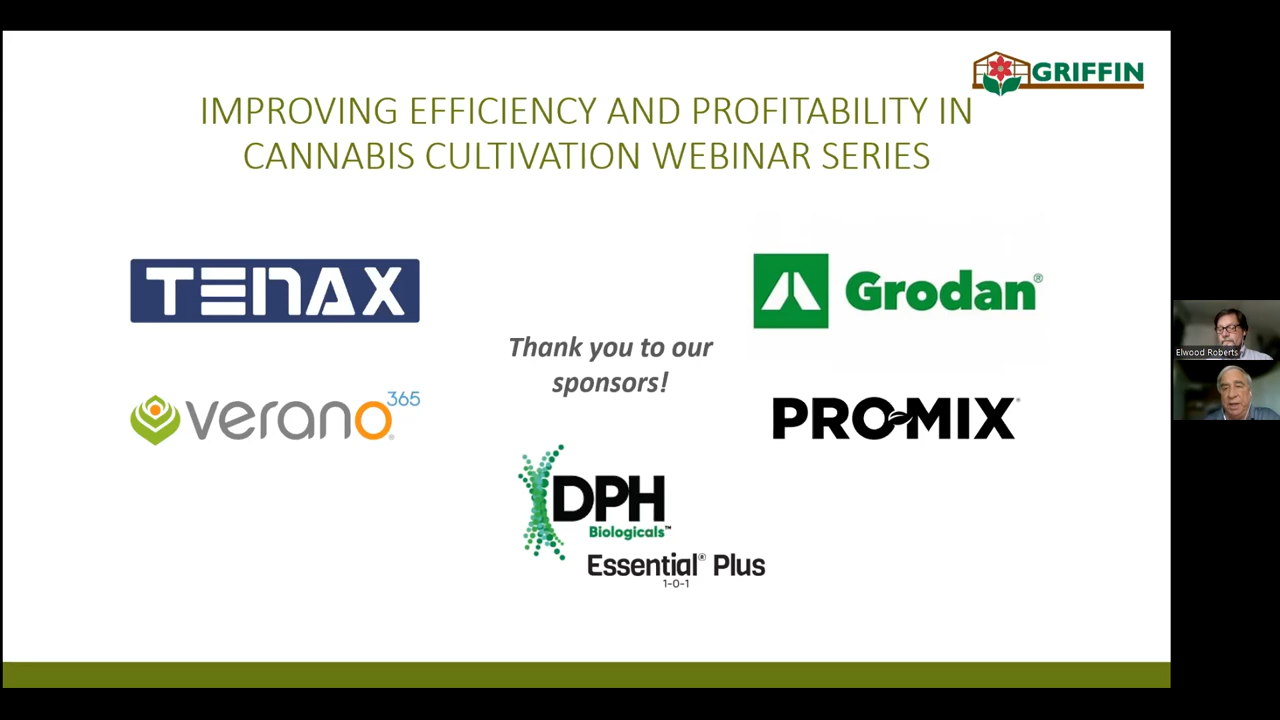 GRIFFIN
IMPROVING EFFICIENCY AND PROFITABILITY IN
CANNABIS CULTIVATION WEBINAR SERIES
TENAX
Grodan®
Thank you to our
sponsors!
verano 365®
PRO-MIX®
DPH
Biologicals™
Essential® Plus
1-0-1
Elwood Roberts